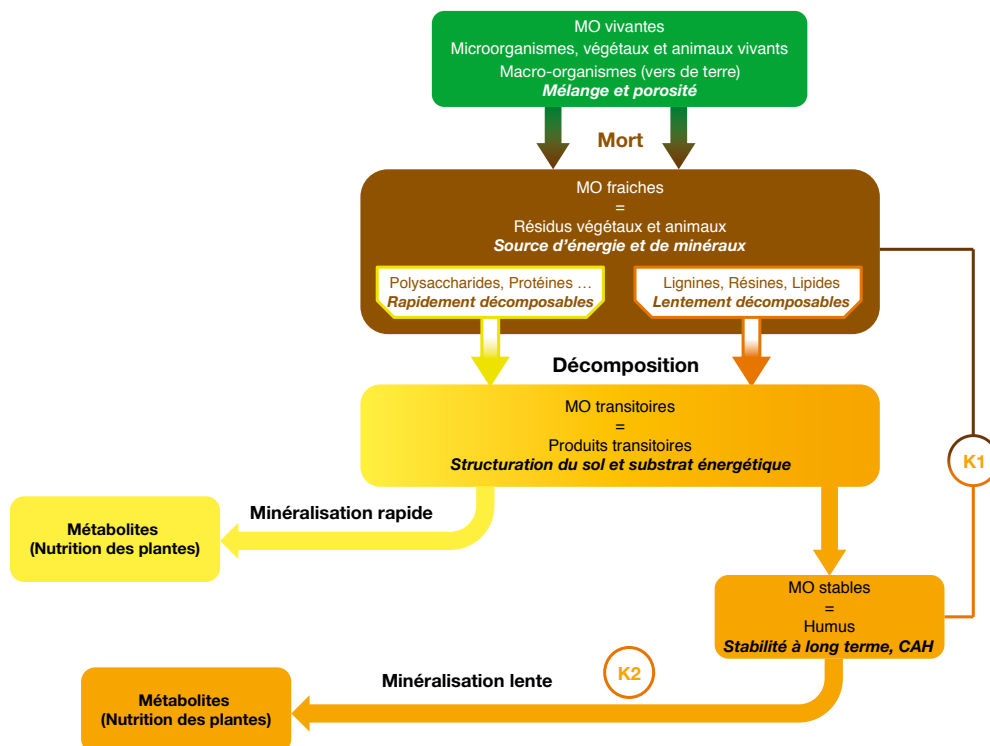 MO vivantes
Microorganismes, végétaux et animaux vivants
Macro-organismes (vers de terre)
Mélange et porosité
Mort
MO fraiches
=
Résidus végétaux et animaux
Source d'énergie et de minéraux
Polysaccharides, Protéines ...
Rapidement décomposables
Lignines, Résines, Lipides
Lentement décomposables
Décomposition
MO transitoires
=
Produits transitoires
Structuration du sol et substrat énergétique
K1
Minéralisation rapide
Métabolites
(Nutrition des plantes)
MO stables
=
Humus
Stabilité à long terme, CAH
K2
Minéralisation lente
Métabolites
(Nutrition des plantes)